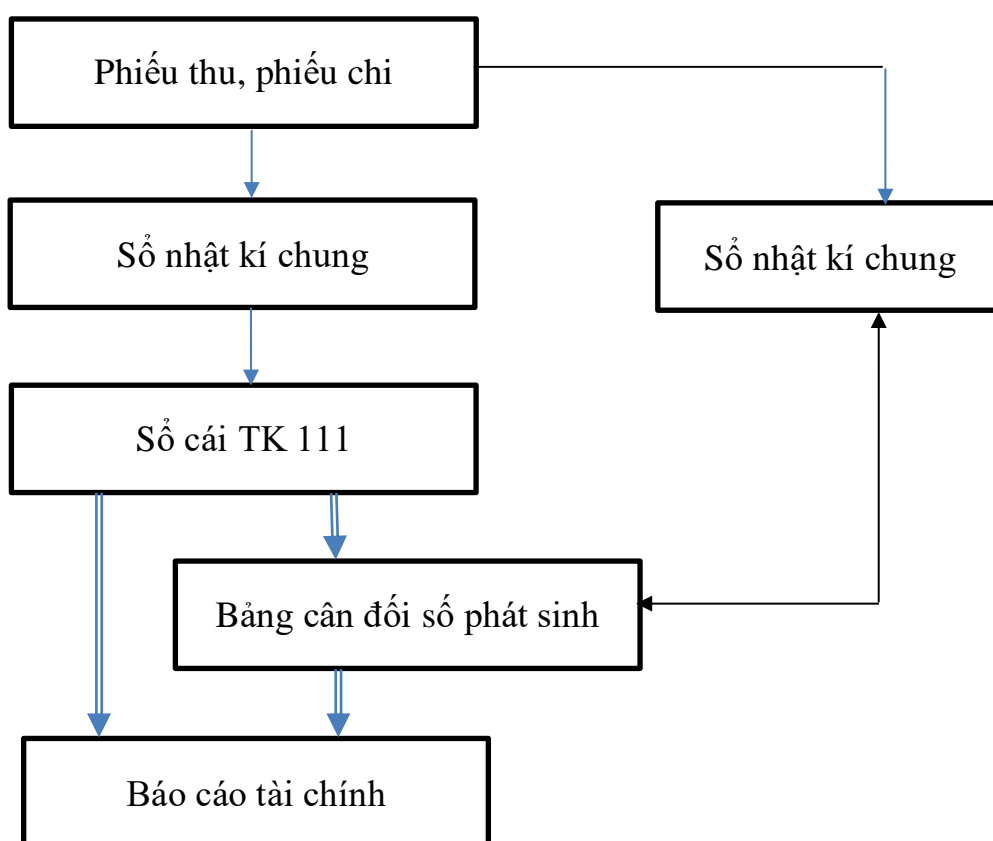 Phiếu thu, phiếu chi
Sổ nhật kí chung
Sổ nhật kí chung
Sổ cái TK 111
Bảng cân đối số phát sinh
Báo cáo tài chính